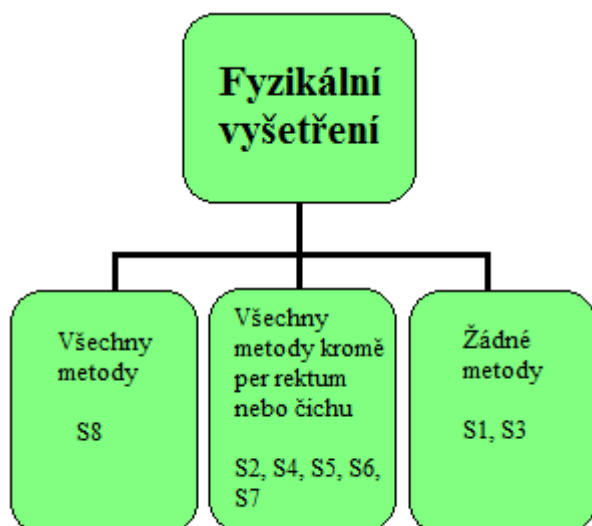 Fyzikální
vyšetření
Všechny
metody
S8
Všechny
metody kromě
per rektum
nebo čichu
S2, S4, S5, S6,
S7
Žádné
metody
S1, S3